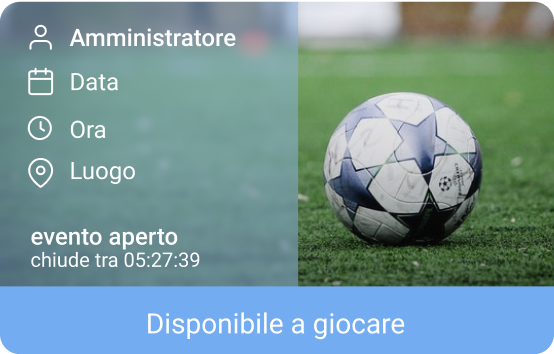 Amministratore
Data
Ora
Luogo
evento aperto
chiude tra 05:27:39
Disponibile a giocare